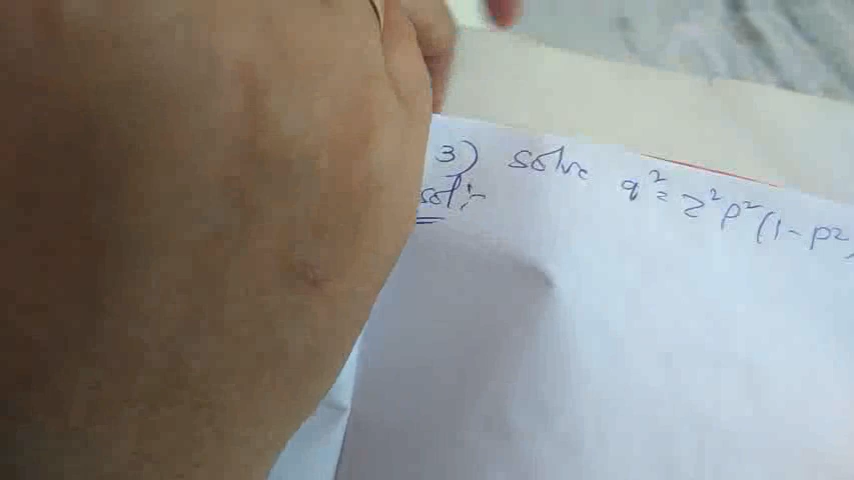 3) solve q² = z²p²(1-p²)
sol:-